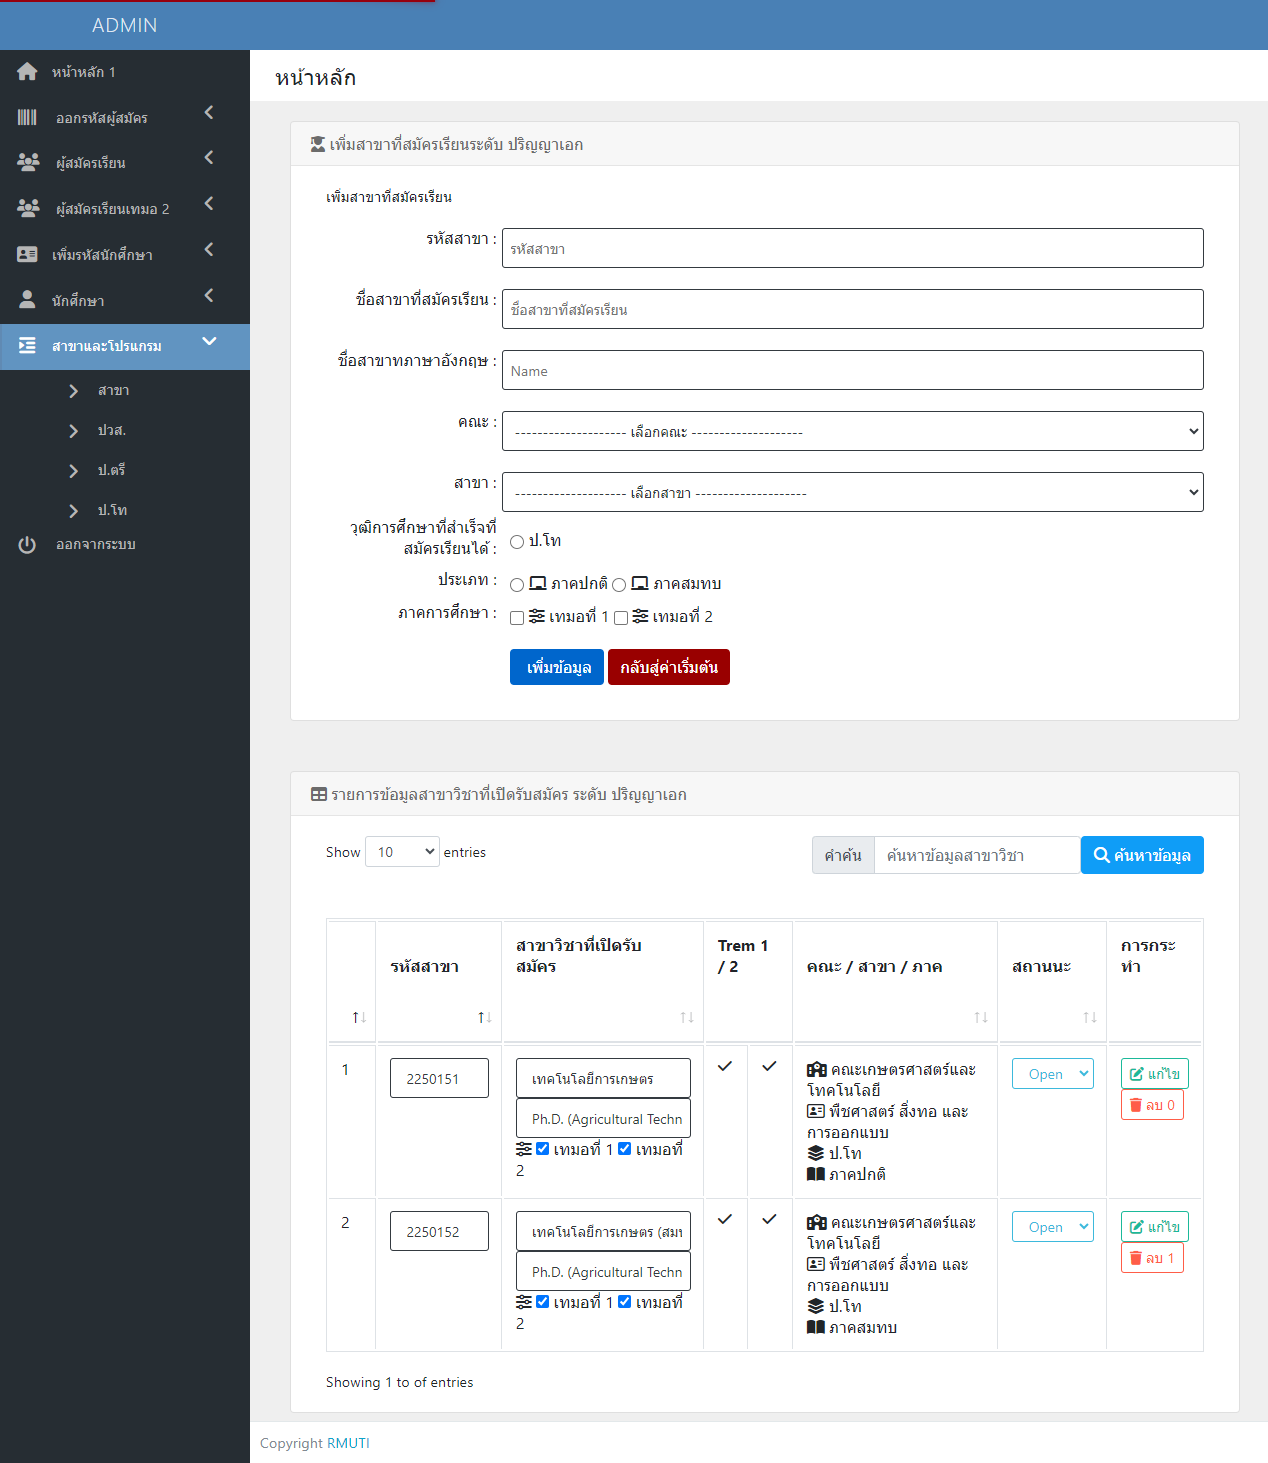 ADMIN
หน้าหลัก 1
ออกรหัสผู้สมัคร
ผู้สมัครเรียน
ผู้สมัครเรียนเทมอ 2
เพิ่มรหัสนักศึกษา
นักศึกษา
สาขาและโปรแกรม
สาขา
ปวส.
ป.ตรี
ป.โท
ออกจากระบบ
หน้าหลัก
เพิ่มสาขาที่สมัครเรียนระดับ ปริญญาเอก
เพิ่มสาขาที่สมัครเรียน
รหัสสาขา :
รหัสสาขา
ชื่อสาขาที่สมัครเรียน :
ชื่อสาขาที่สมัครเรียน
ชื่อสาขาทภาษาอังกฤษ :
Name
คณะ :
-------------------- เลือกคณะ --------------------
สาขา :
-------------------- เลือกสาขา --------------------
วุฒิการศึกษาที่สำเร็จที่
สมัครเรียนได้ :
ป.โท
ประเภท :
ภาคปกติ ภาคสมทบ
ภาคการศึกษา :
เทมอที่ 1 เทมอที่ 2
เพิ่มข้อมูล กลับสู่ค่าเริ่มต้น
รายการข้อมูลสาขาวิชาที่เปิดรับสมัคร ระดับ ปริญญาเอก
Show 10 entries
คำค้น ค้นหาข้อมูลสาขาวิชา ค้นหาข้อมูล
รหัสสาขา
สาขาวิชาที่เปิดรับ
สมัคร
Trem 1
/ 2
คณะ / สาขา / ภาค
สถานนะ
การกระ
ทำ
1
2250151
เทคโนโลยีการเกษตร
Ph.D. (Agricultural Techn
เทมอที่ 1 เทมอที่
2
คณะเกษตรศาสตร์และ
โทคโนโลยี
พืชศาสตร์ สิ่งทอ และ
การออกแบบ
ป.โท
ภาคปกติ
Open
แก้ไข
ลบ 0
2
2250152
เทคโนโลยีการเกษตร (สมท
Ph.D. (Agricultural Techn
เทมอที่ 1 เทมอที่
2
คณะเกษตรศาสตร์และ
โทคโนโลยี
พืชศาสตร์ สิ่งทอ และ
การออกแบบ
ป.โท
ภาคสมทบ
Open
แก้ไข
ลบ 1
Showing 1 to of entries
Copyright RMUTI